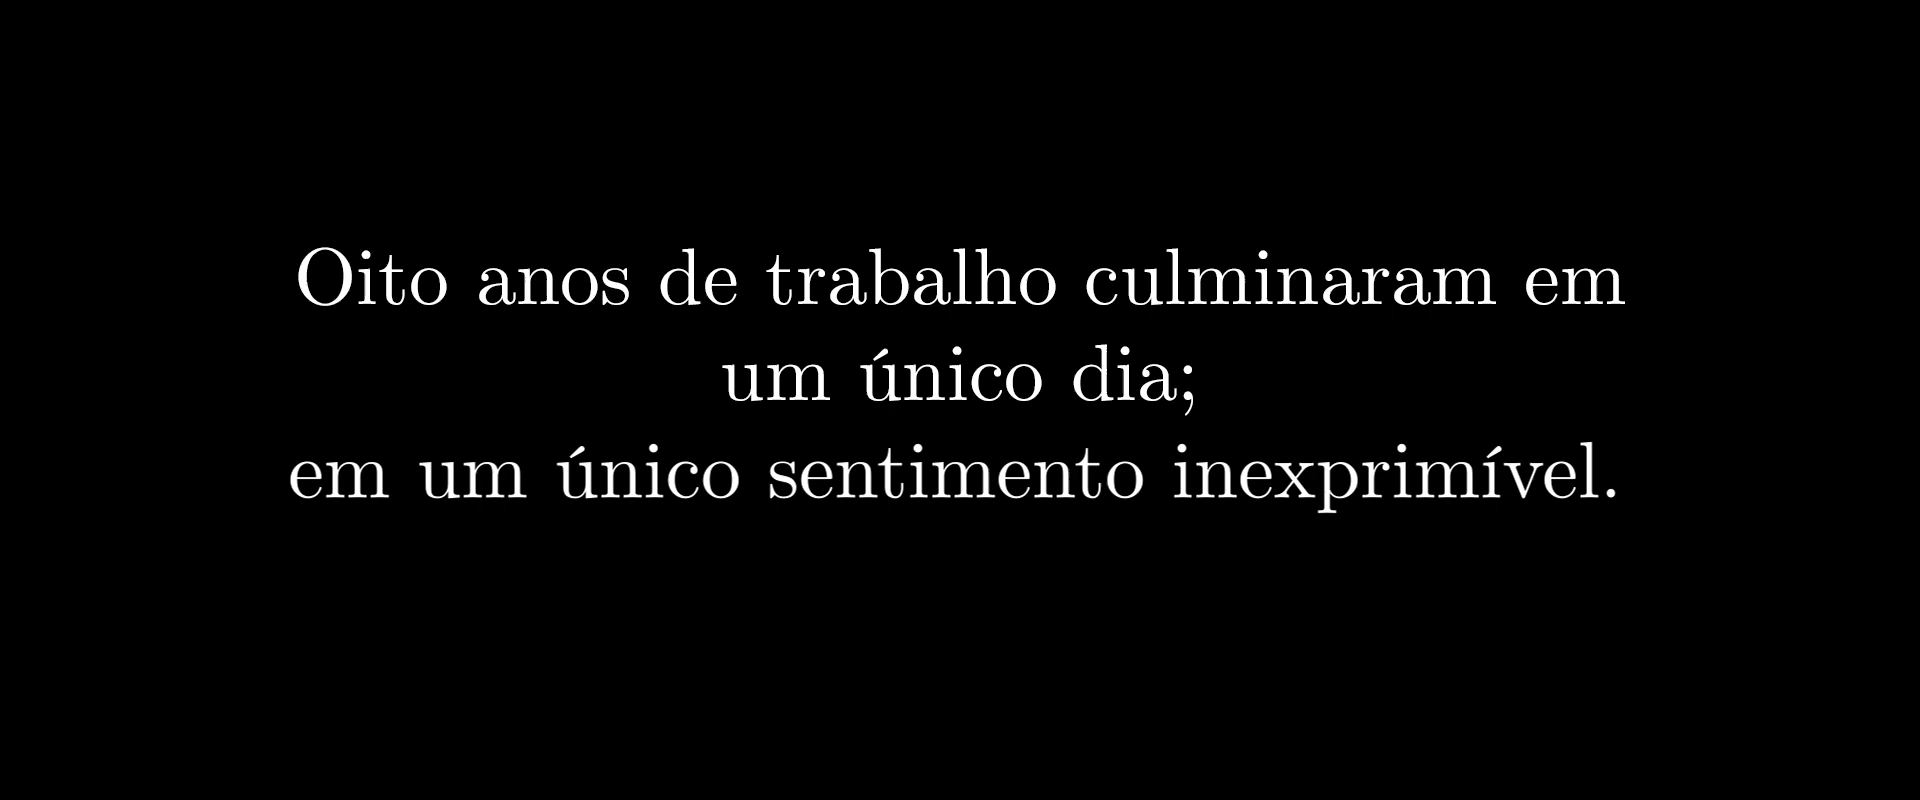 Oito anos de trabalho culminaram em
um único dia;
em um único sentimento inexprimível.